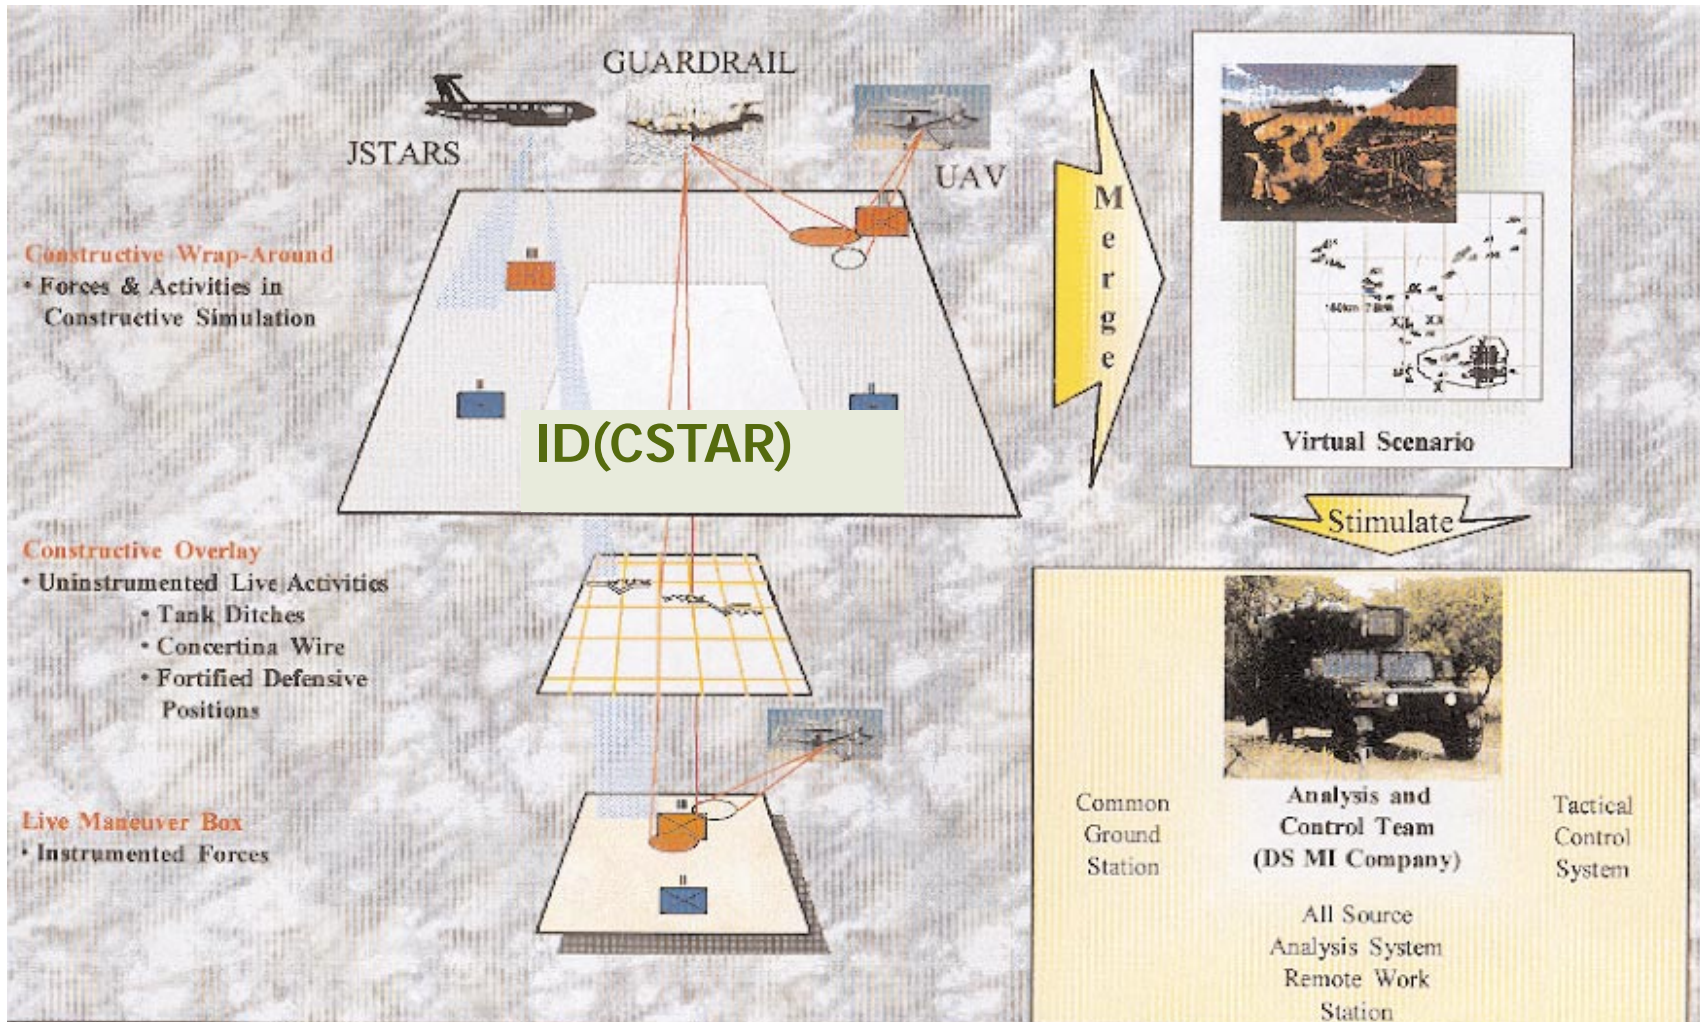 GUARDRAIL
JSTARS
UAV
Constructive Wrap-Around
• Forces & Activities in
Constructive Simulation
ID(CSTAR)
Constructive Overlay
• Uninstrumented Live Activities
• Tank Ditches
• Concertina Wire
• Fortified Defensive
Positions
Live Maneuver Box
• Instrumented Forces
Merge
Virtual Scenario
Stimulate
Common
Ground
Station
Analysis and
Control Team
(DS MI Company)
All Source
Analysis System
Remote Work
Station
Tactical
Control
System